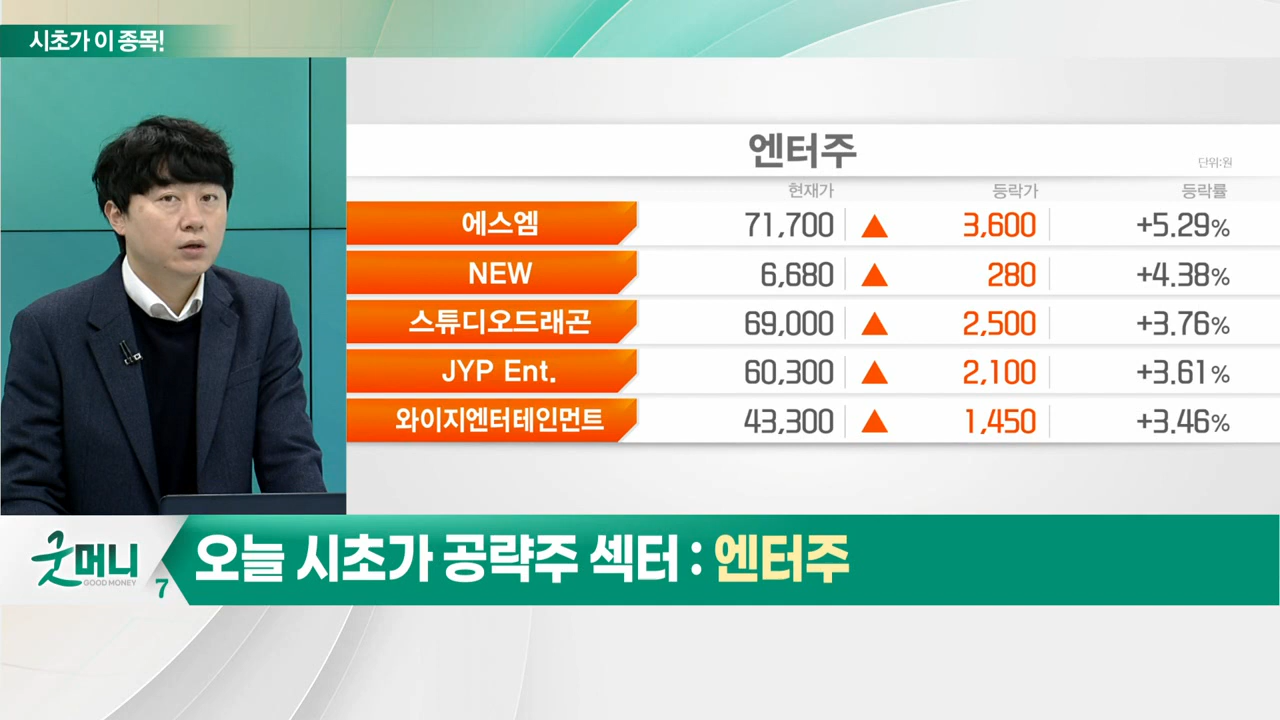 시초가 이 종목!
엔터주
단위:원
현재가 등락가 등락률
에스엠 71,700 ▲ 3,600 +5.29%
NEW 6,680 ▲ 280 +4.38%
스튜디오드래곤 69,000 ▲ 2,500 +3.76%
JYP Ent. 60,300 ▲ 2,100 +3.61%
와이지엔터테인먼트 43,300 ▲ 1,450 +3.46%
굿머니
GOOD MONEY
7
오늘 시초가 공략주 섹터 : 엔터주